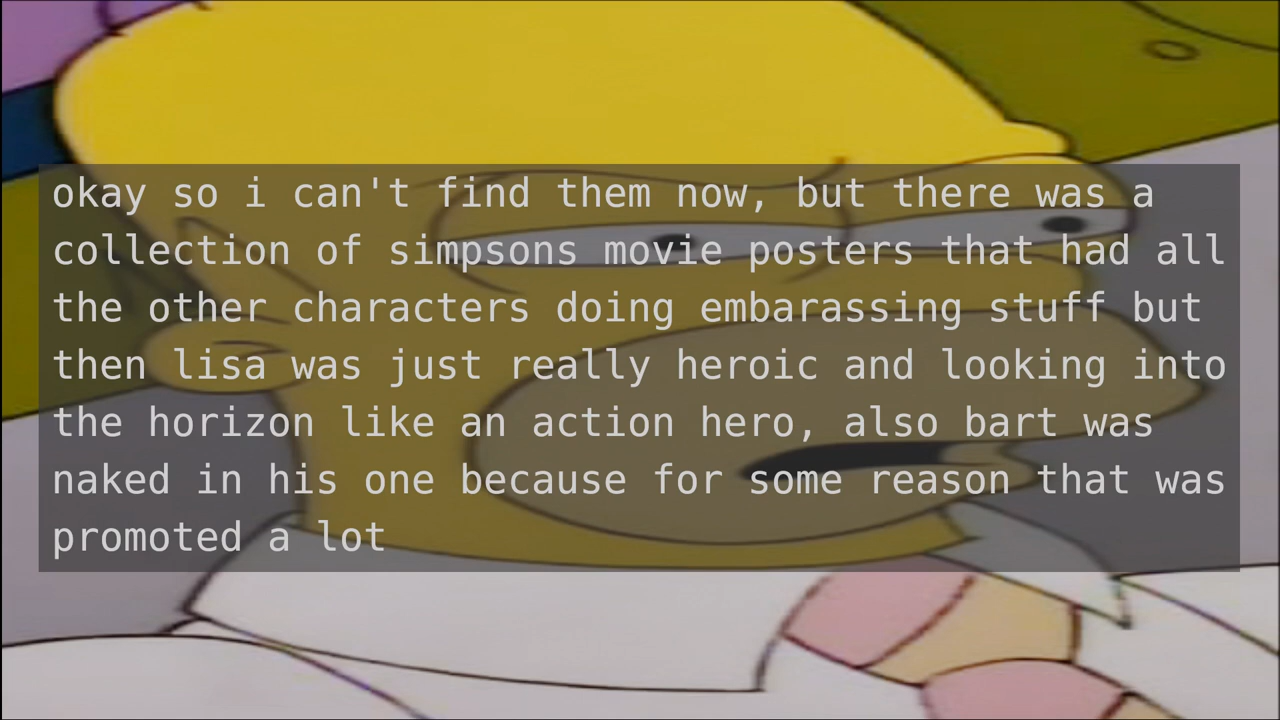 okay so i can't find them now, but there was a
collection of simpsons movie posters that had all
the other characters doing embarassing stuff but
then lisa was just really heroic and looking into
the horizon like an action hero, also bart was
naked in his one because for some reason that was
promoted a lot